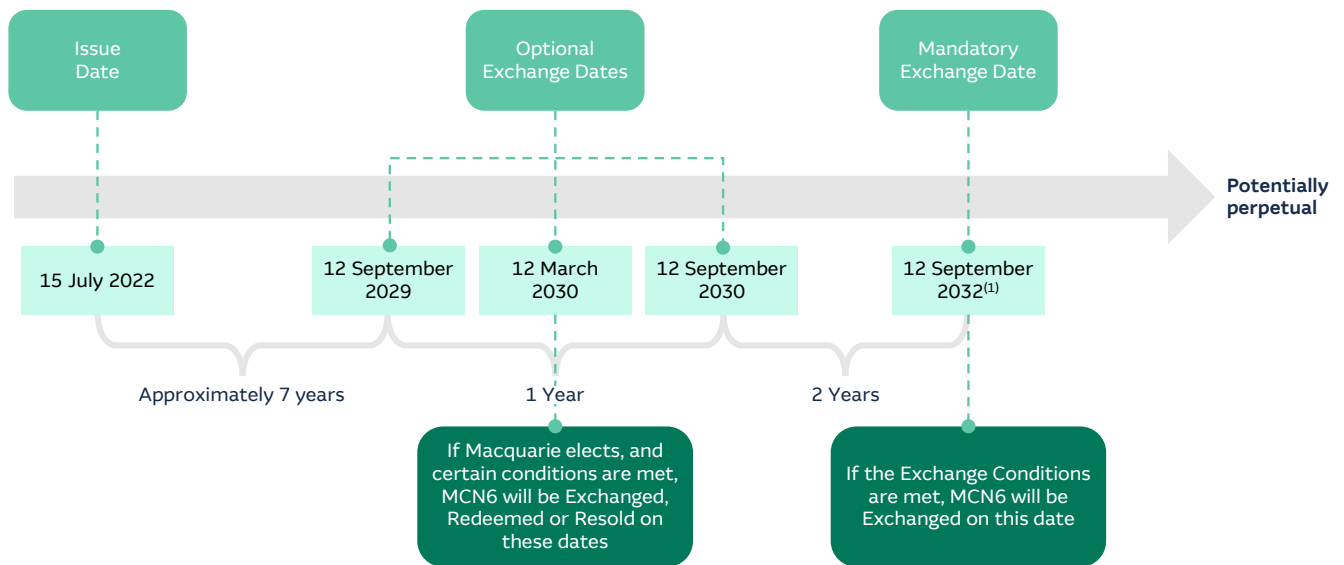 Issue
Date
Optional
Exchange Dates
Mandatory
Exchange Date
Potentially
perpetual
15 July 2022
12 September
2029
12 March
2030
12 September
2030
12 September
2032(1)
Approximately 7 years
1 Year
2 Years
If Macquarie elects, and
certain conditions are met,
MCN6 will be Exchanged,
Redeemed or Resold on
these dates
If the Exchange Conditions
are met, MCN6 will be
Exchanged on this date